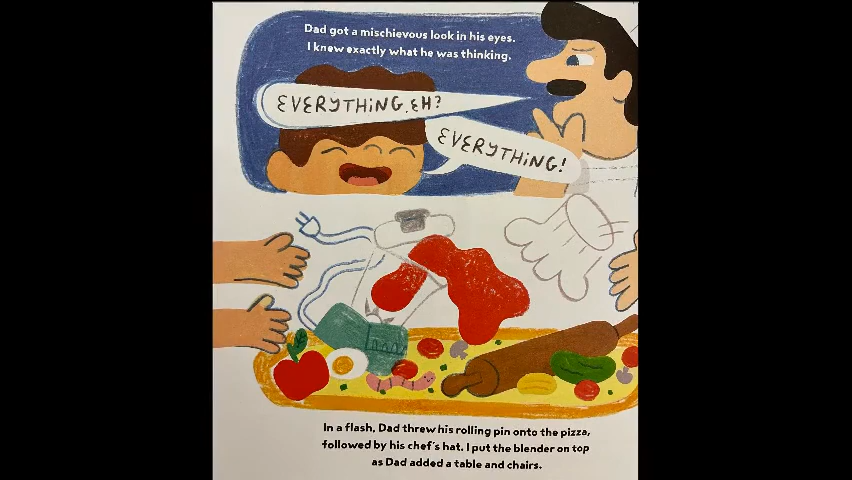 Dad got a mischievous look in his eyes.
I knew exactly what he was thinking.
EVERYTHING, EH?
EVERYTHING!
In a flash, Dad threw his rolling pin onto the pizza,
followed by his chef's hat. I put the blender on top
as Dad added a table and chairs.